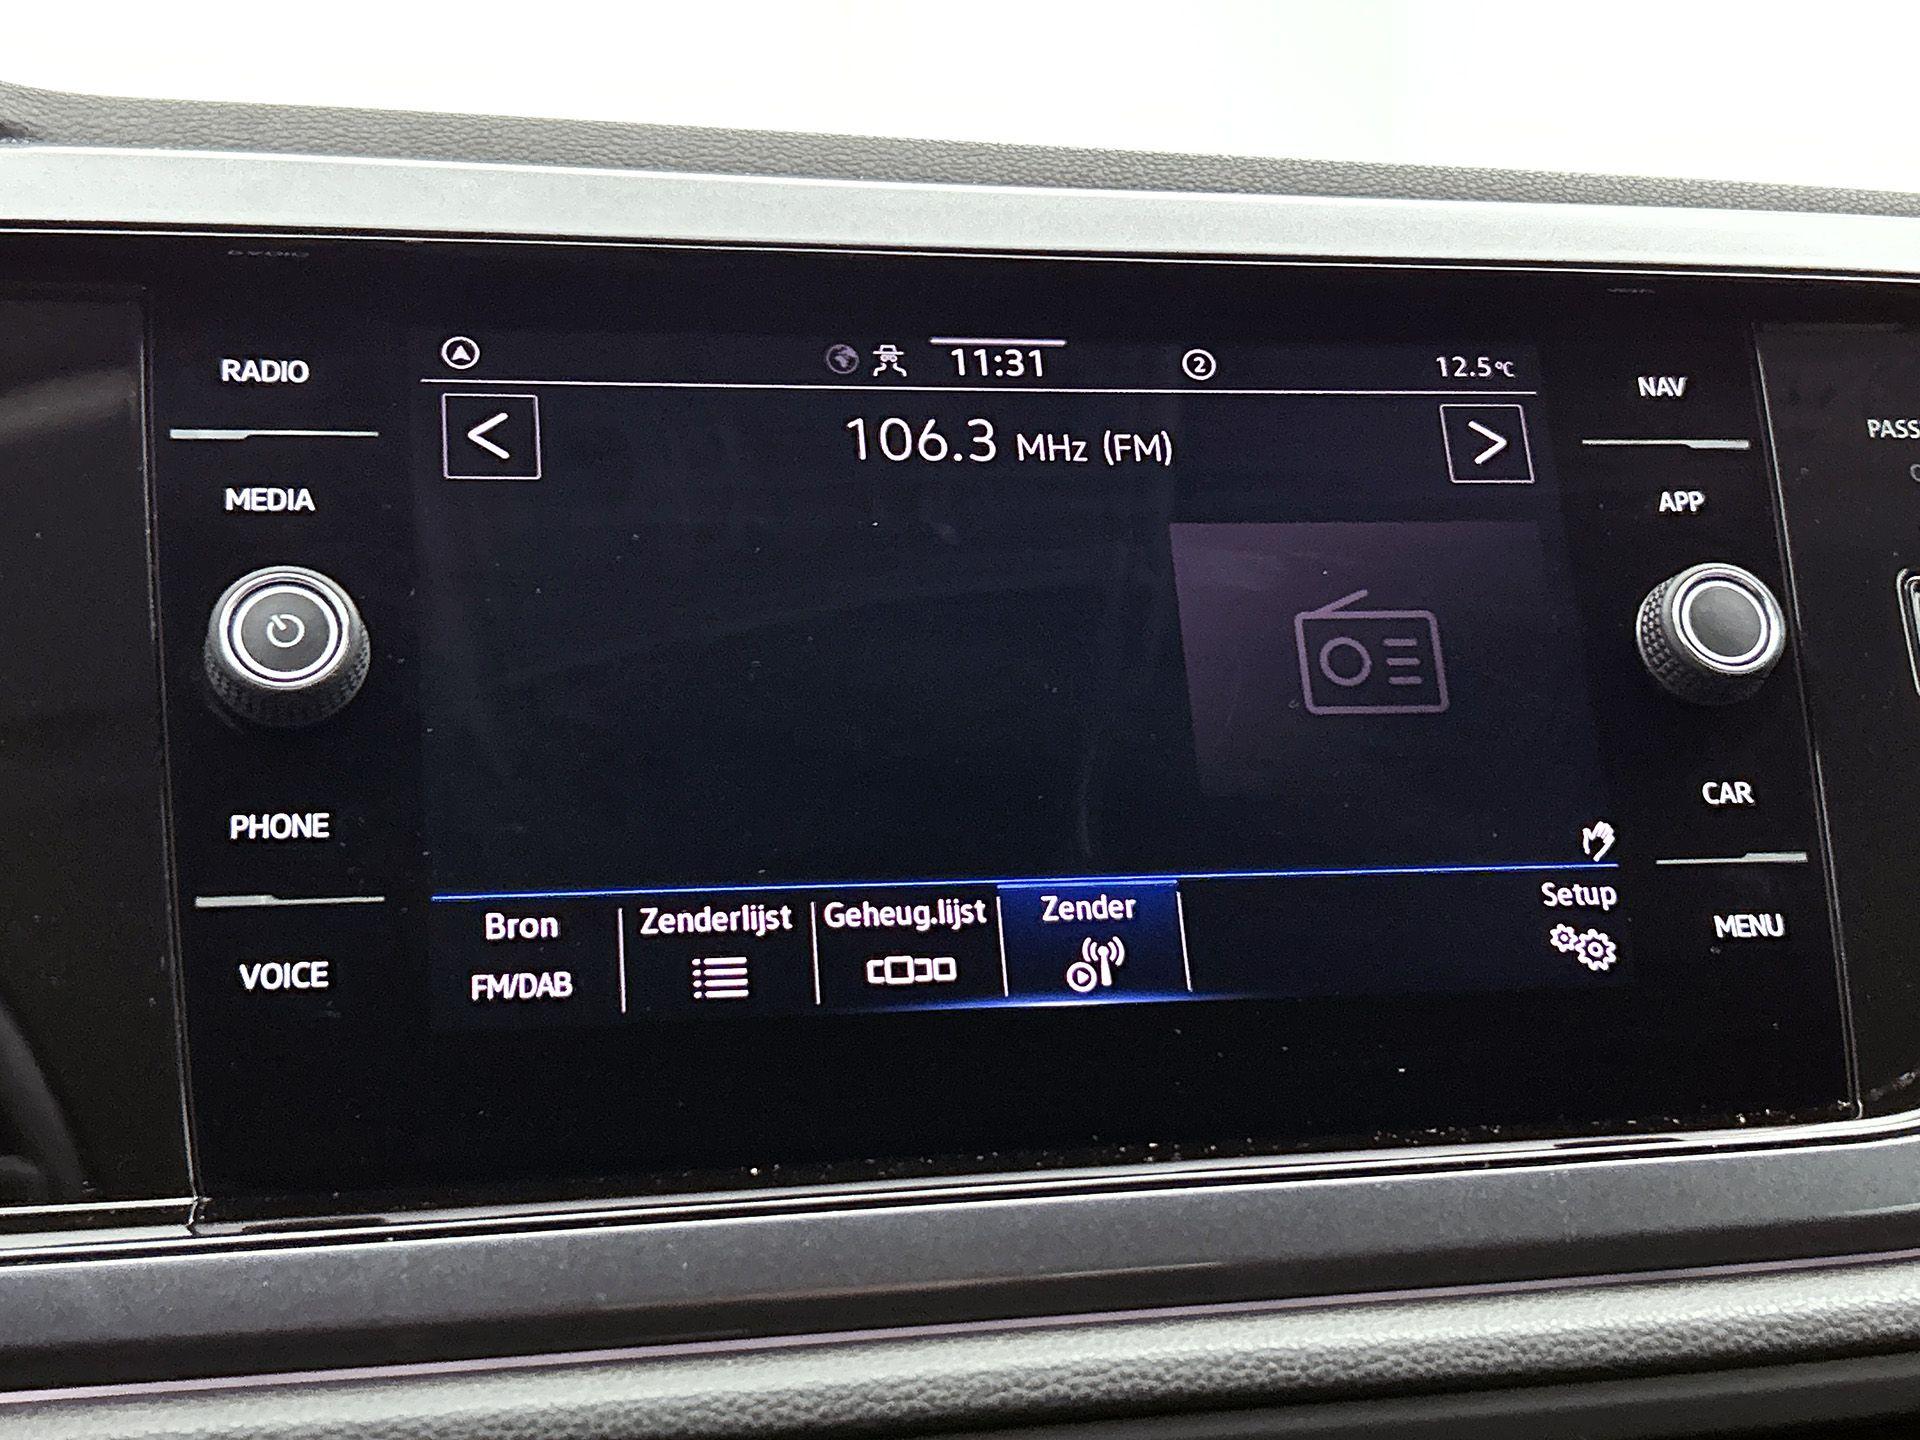 RADIO
MEDIA
PHONE
VOICE
11:31
2
12.5°C
<
106.3 MHz (FM)
>
Bron
FM/DAB
Zenderlijst
Geheug.lijst
Zender
Setup
NAV
APP
CAR
MENU
PASS